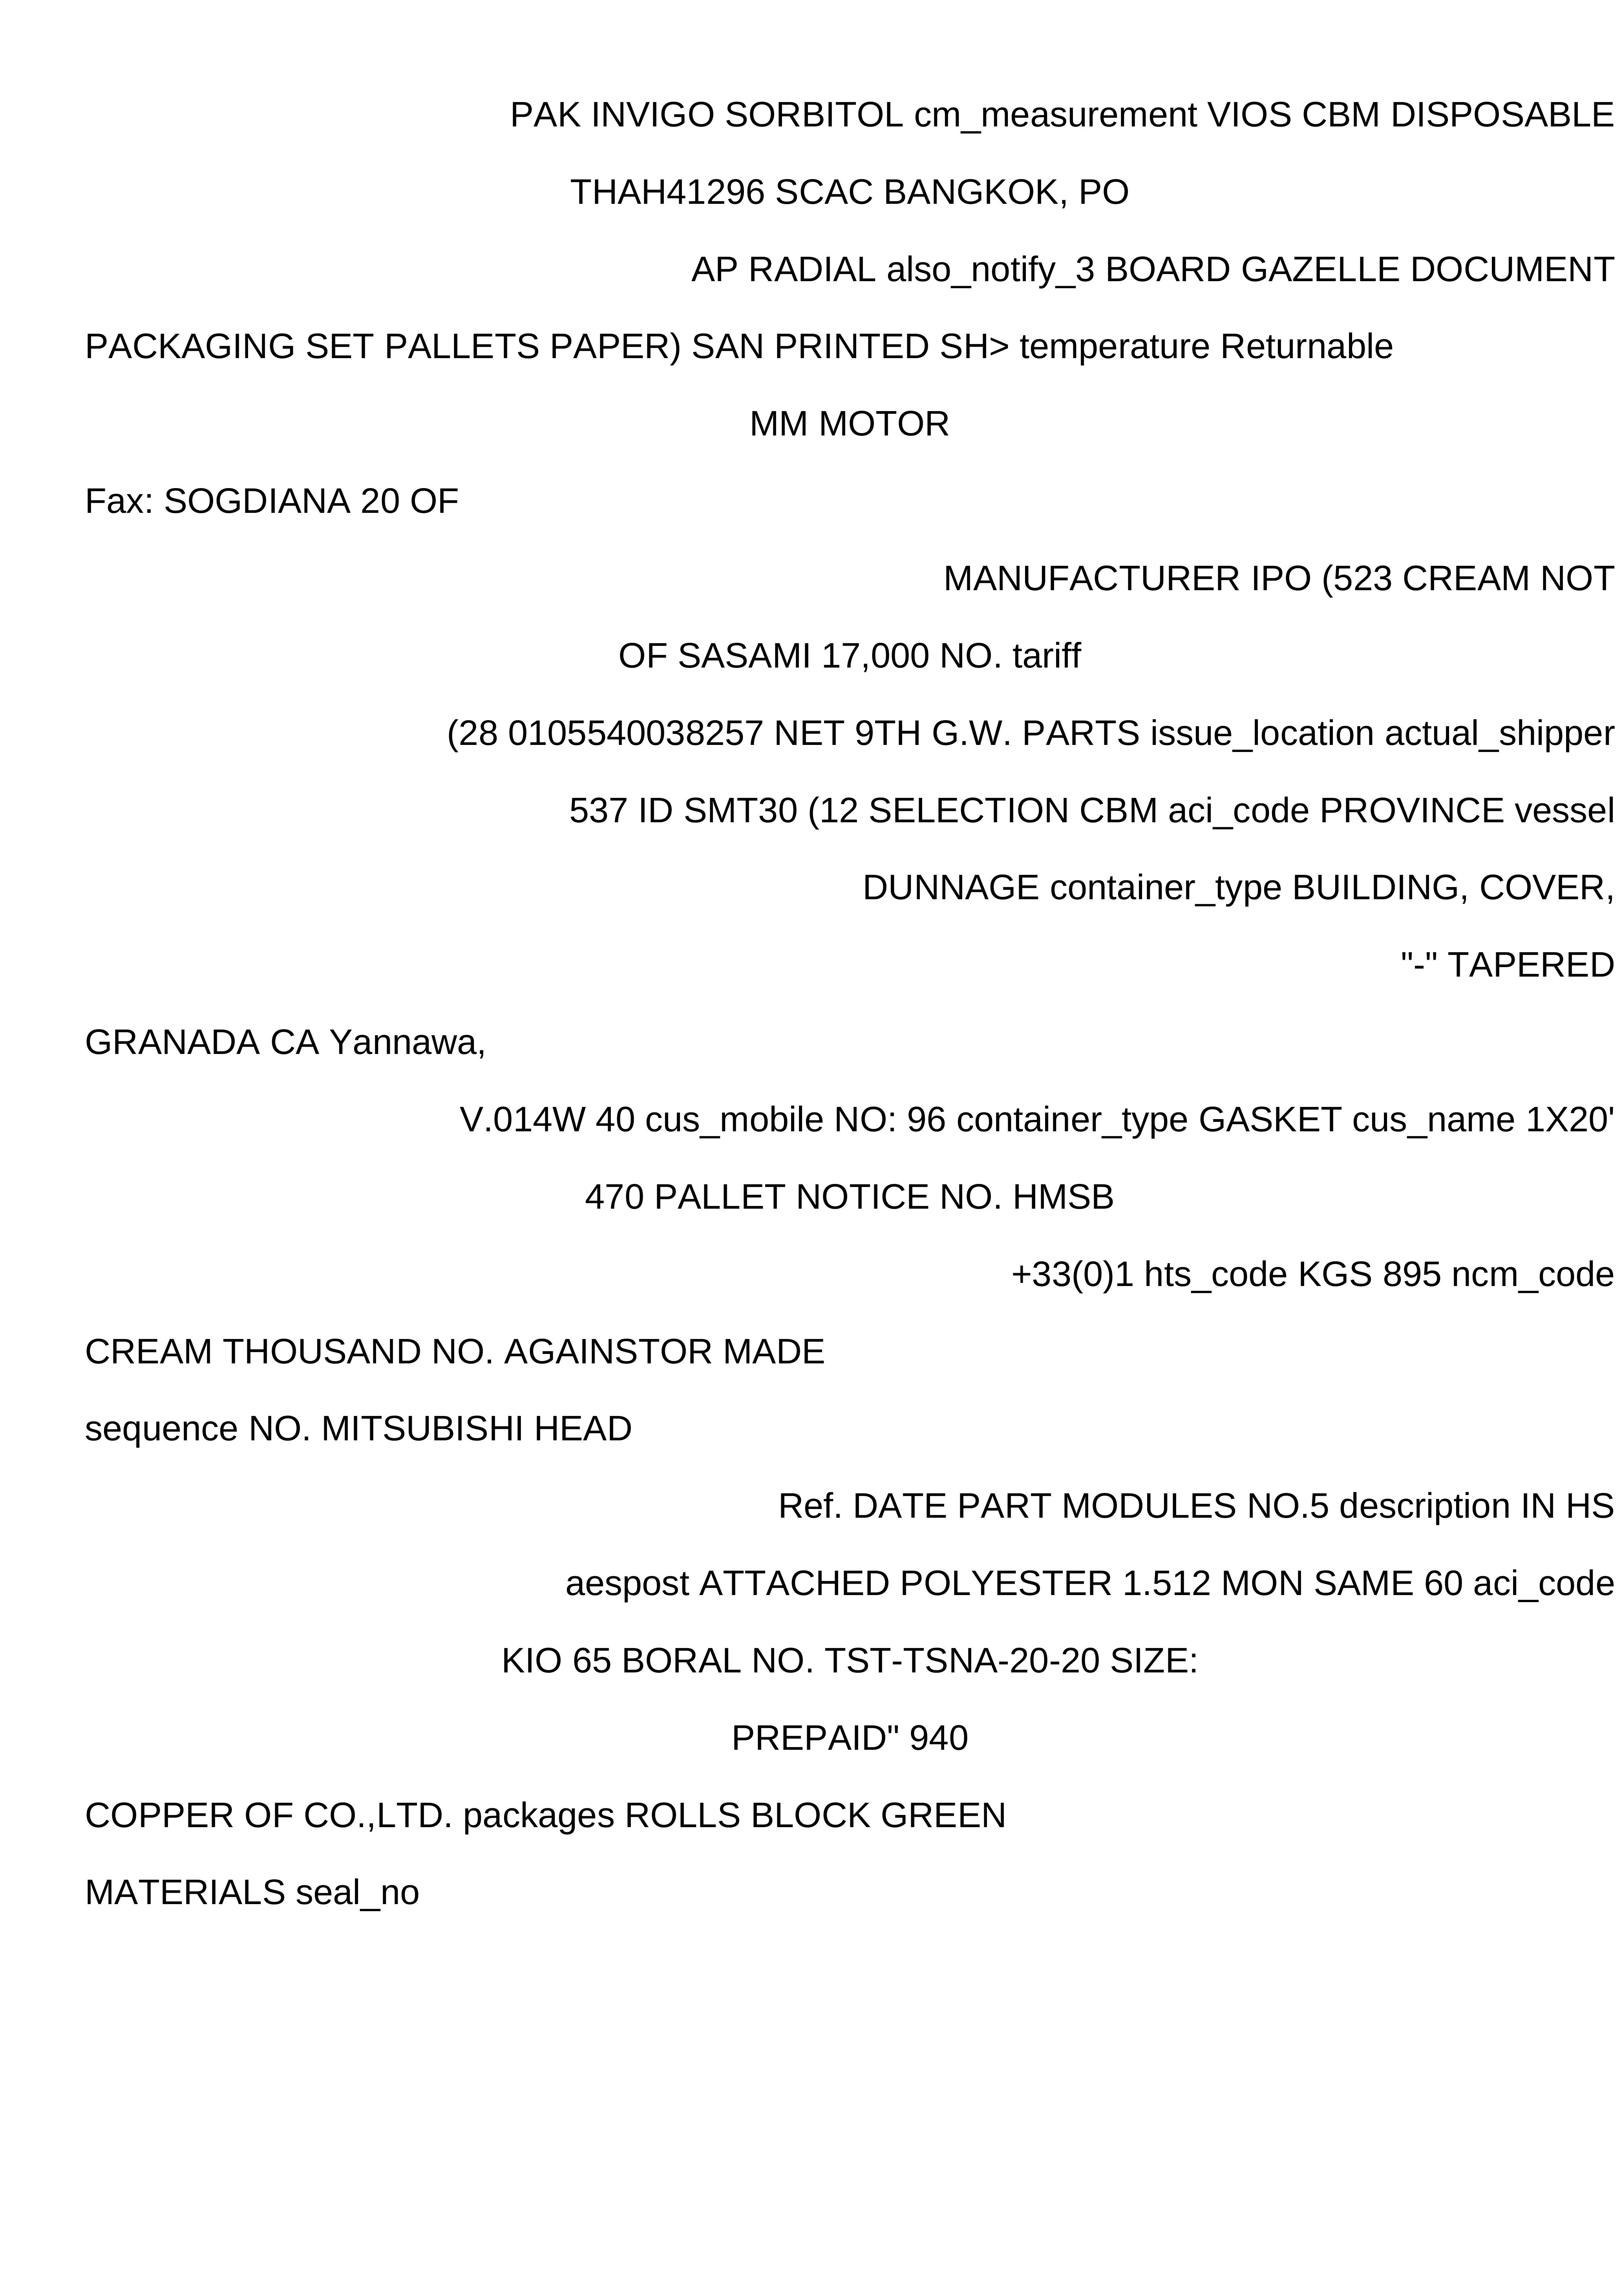 PAK INVIGO SORBITOL cm_measurement VIOS CBM DISPOSABLE
THAH41296 SCAC BANGKOK, PO
AP RADIAL also_notify_3 BOARD GAZELLE DOCUMENT
PACKAGING SET PALLETS PAPER) SAN PRINTED SH> temperature Returnable
MM MOTOR
Fax: SOGDIANA 20 OF
MANUFACTURER IPO (523 CREAM NOT
OF SASAMI 17,000 NO. tariff
(28 0105540038257 NET 9TH G.W. PARTS issue_location actual_shipper
537 ID SMT30 (12 SELECTION CBM aci_code PROVINCE vessel
DUNNAGE container_type BUILDING, COVER,
"-" TAPERED
GRANADA CA Yannawa,
V.014W 40 cus_mobile NO: 96 container_type GASKET cus_name 1X20'
470 PALLET NOTICE NO. HMSB
+33(0)1 hts_code KGS 895 ncm_code
CREAM THOUSAND NO. AGAINSTOR MADE
sequence NO. MITSUBISHI HEAD
Ref. DATE PART MODULES NO.5 description IN HS
aespost ATTACHED POLYESTER 1.512 MON SAME 60 aci_code
KIO 65 BORAL NO. TST-TSNA-20-20 SIZE:
PREPAID" 940
COPPER OF CO.,LTD. packages ROLLS BLOCK GREEN
MATERIALS seal_no